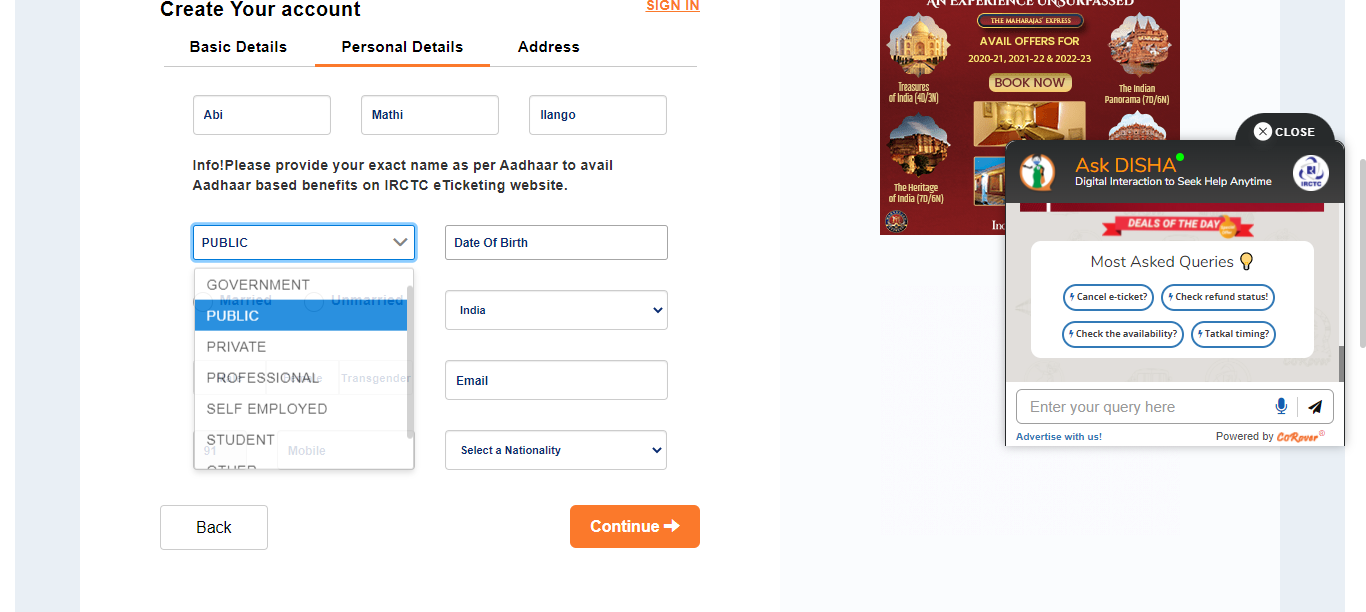 Create Your account
SIGN IN
Basic Details
Personal Details
Address
Abi
Mathi
Ilango
Info!Please provide your exact name as per Aadhaar to avail
Aadhaar based benefits on IRCTC eTicketing website.
PUBLIC
Date Of Birth
GOVERNMENT
Married
Unmarried
PUBLIC
India
PRIVATE
PROFESSIONAL
Transgender
Email
SELF EMPLOYED
STUDENT
91
Mobile
OTHER
Select a Nationality
Back
Continue
AN EXPERIENCE UNSURPASSED
THE MAHARAJAS' EXPRESS
AVAIL OFFERS FOR
2020-21, 2021-22 & 2022-23
BOOK NOW
Treasures
of India (4D/3N)
The Indian
Panorama (7D/6N)
The Heritage
of India (7D/6N)
CLOSE
Ask DISHA
Digital Interaction to Seek Help Anytime
IRCTC
DEALS OF THE DAY
Most Asked Queries
Cancel e-ticket?
Check refund status!
Check the availability?
Tatkal timing?
Enter your query here
Advertise with us!
Powered by CoRover®